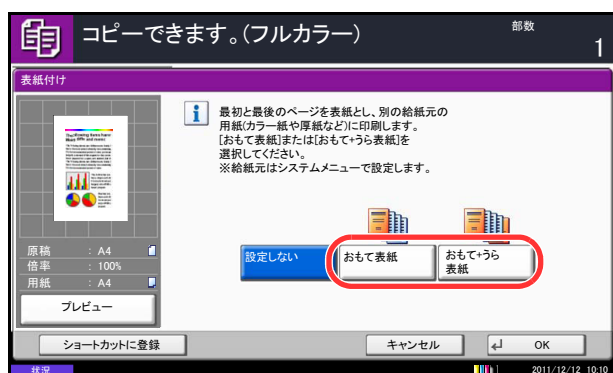 コピーできます。(フルカラー)
部数
1
表紙付け
最初と最後のページを表紙とし、別の給紙元の
用紙(カラー紙や厚紙など)に印刷します。
[おもて表紙]または[おもて+うら表紙]を
選択してください。
※給紙元はシステムメニューで設定します。
原稿 : A4
倍率 : 100%
用紙 : A4
プレビュー
設定しない
おもて表紙
おもて+うら
表紙
ショートカットに登録
キャンセル
OK
状況
2011/12/12 10:10